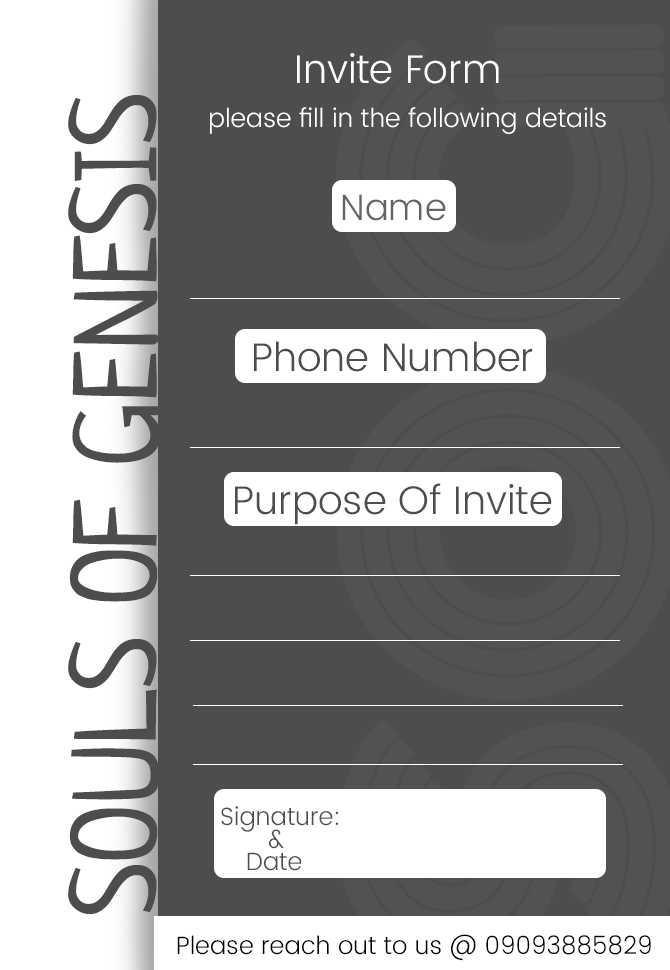 SOULS OF GENESIS
Invite Form
please fill in the following details
Name
Phone Number
Purpose Of Invite
Signature:
&
Date
Please reach out to us @ 09093885829